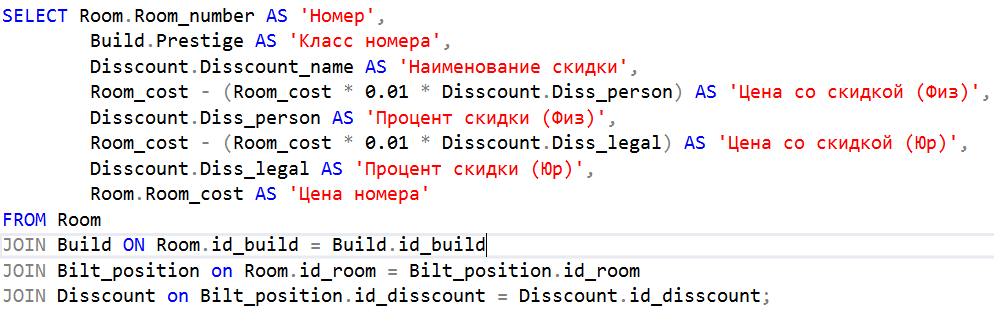 SELECT Room.Room_number AS 'Номер',
Build.Prestige AS 'Класс номера',
Disscount.Disscount_name AS 'Наименование скидки',
Room_cost - (Room_cost * 0.01 * Disscount.Diss_person) AS 'Цена со скидкой (Физ)',
Disscount.Diss_person AS 'Процент скидки (Физ)',
Room_cost - (Room_cost * 0.01 * Disscount.Diss_legal) AS 'Цена со скидкой (Юр)',
Disscount.Diss_legal AS 'Процент скидки (Юр)',
Room.Room_cost AS 'Цена номера'
FROM Room
JOIN Build ON Room.id_build = Build.id_build
JOIN Bilt_position on Room.id_room = Bilt_position.id_room
JOIN Disscount on Bilt_position.id_disscount = Disscount.id_disscount;